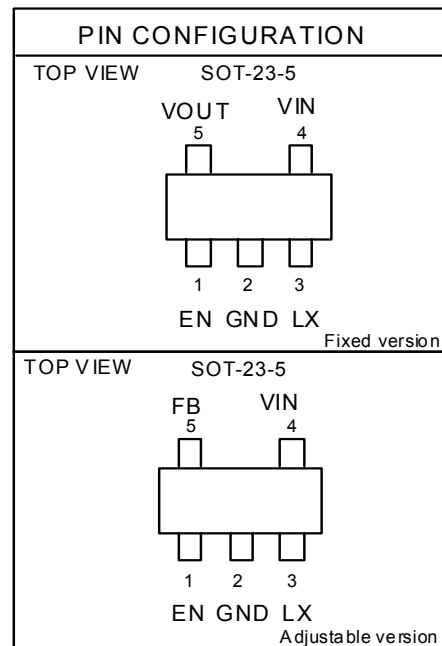 PIN CONFIGURATION
TOP VIEW SOT-23-5
VOUT VIN
5 4
1 2 3
EN GND LX
Fixed version
TOP VIEW SOT-23-5
FB VIN
5 4
1 2 3
EN GND LX
Adjustable version